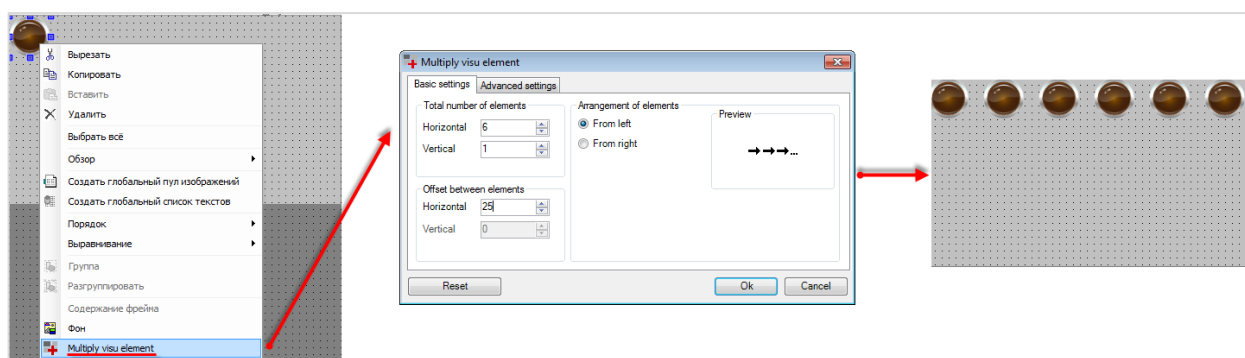 Вырезать
Копировать
Вставить
Удалить
Выбрать всё
Обзор
Создать глобальный пул изображений
Создать глобальный список текстов
Порядок
Выравнивание
Группа
Разгруппировать
Содержание фрейма
Фон
Multiply visu element
Multiply visu element
Basic settings
Advanced settings
Total number of elements
Horizontal 6
Vertical 1
Offset between elements
Horizontal 25
Vertical 0
Arrangement of elements
From left
From right
Preview
→→→...
Reset
Ok
Cancel